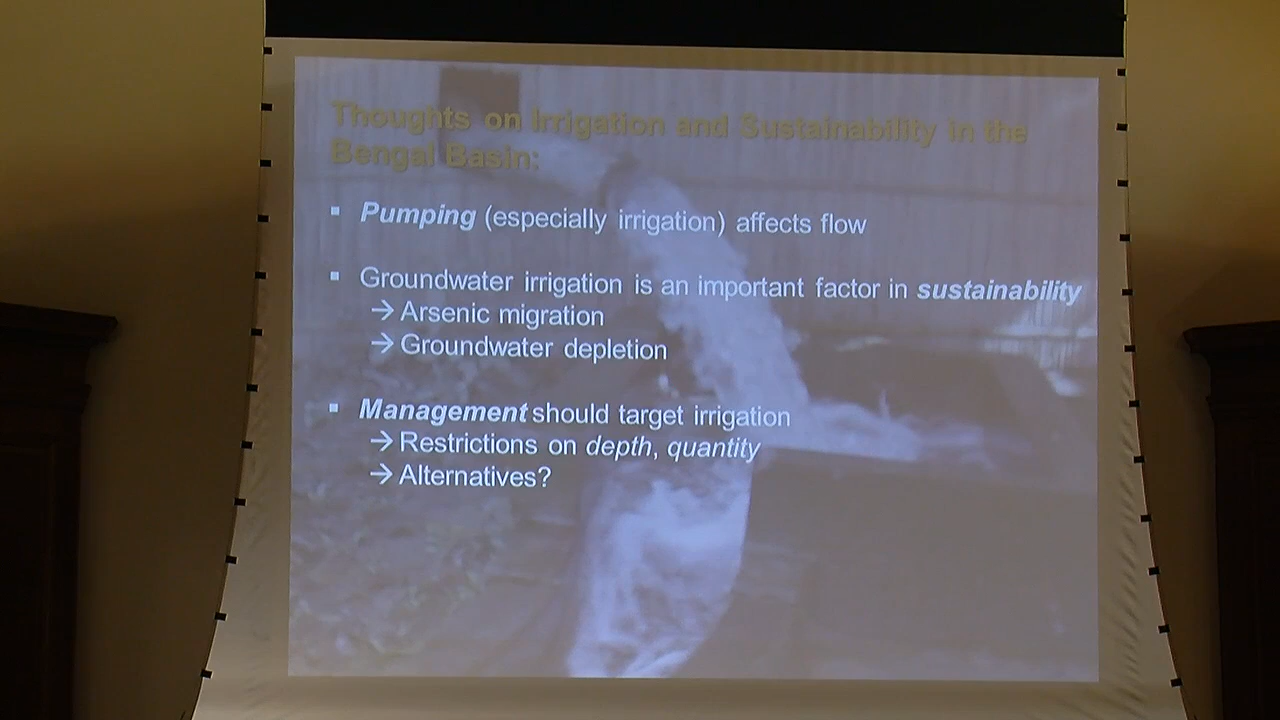 Thoughts on Irrigation and Sustainability in the
Bengal Basin:
▪ Pumping (especially irrigation) affects flow
▪ Groundwater irrigation is an important factor in sustainability
→ Arsenic migration
→ Groundwater depletion
▪ Management should target irrigation
→ Restrictions on depth, quantity
→ Alternatives?